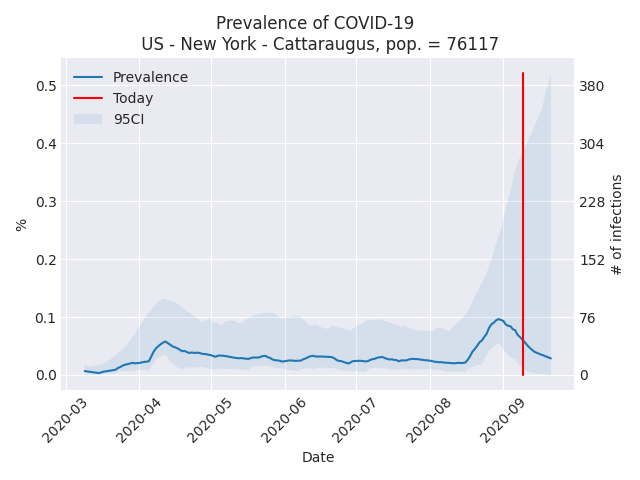 Prevalence of COVID-19
US - New York - Cattaraugus, pop. = 76117
Prevalence
Today
95CI
0.5
0.4
0.3
0.2
0.1
0.0
%
380
304
228
152
76
0
# of infections
2020-03
2020-04
2020-05
2020-06
2020-07
2020-08
2020-09
Date